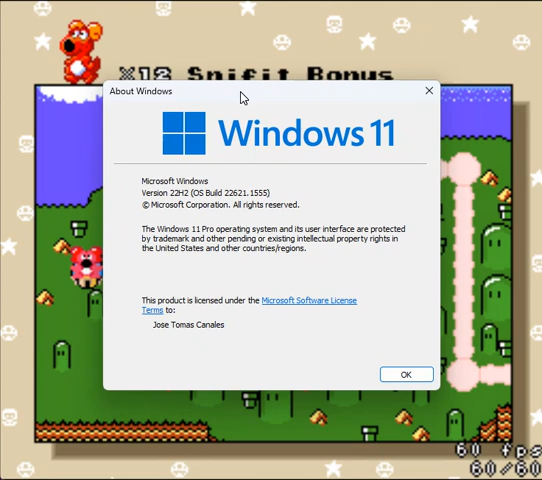 X12 Snifit Bonus
About Windows
Windows 11
Microsoft Windows
Version 22H2 (OS Build 22621.1555)
© Microsoft Corporation. All rights reserved.
The Windows 11 Pro operating system and its user interface are protected
by trademark and other pending or existing intellectual property rights in
the United States and other countries/regions.
This product is licensed under the Microsoft Software License
Terms to:
Jose Tomas Canales
OK
60 fps
60/60